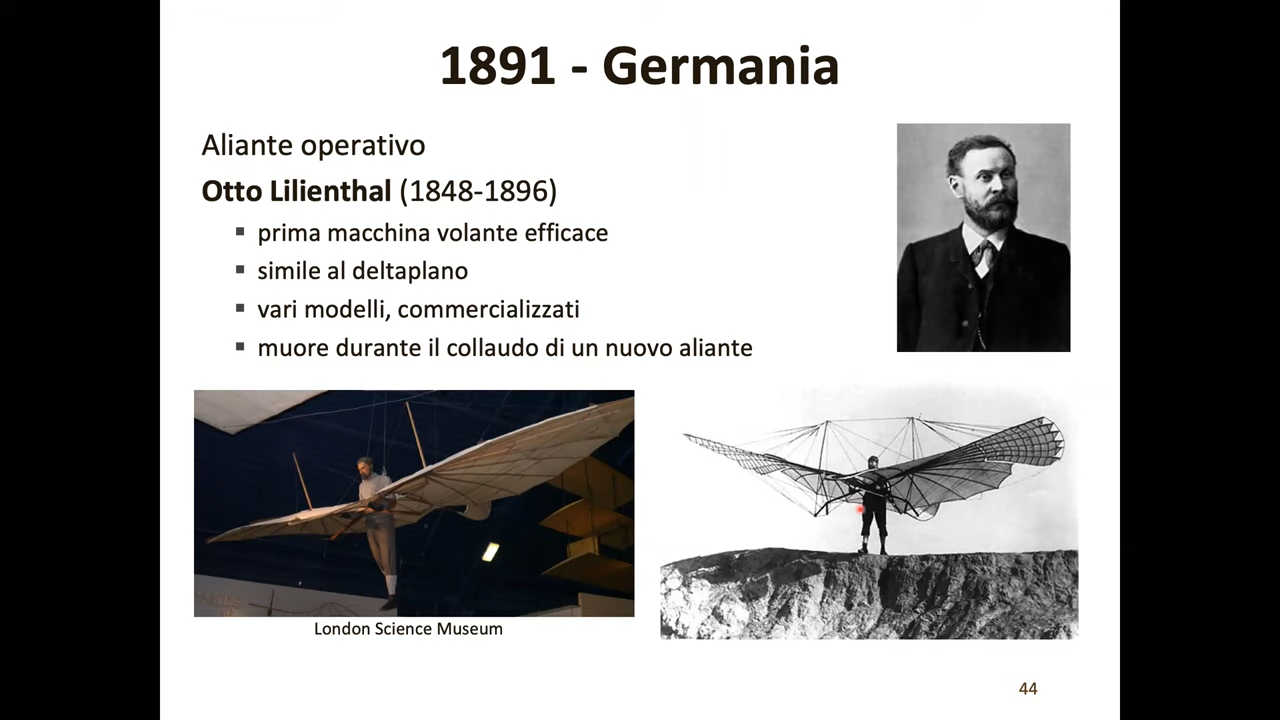 1891 - Germania
Aliante operativo
Otto Lilienthal (1848-1896)
prima macchina volante efficace
simile al deltaplano
vari modelli, commercializzati
muore durante il collaudo di un nuovo aliante
London Science Museum
44